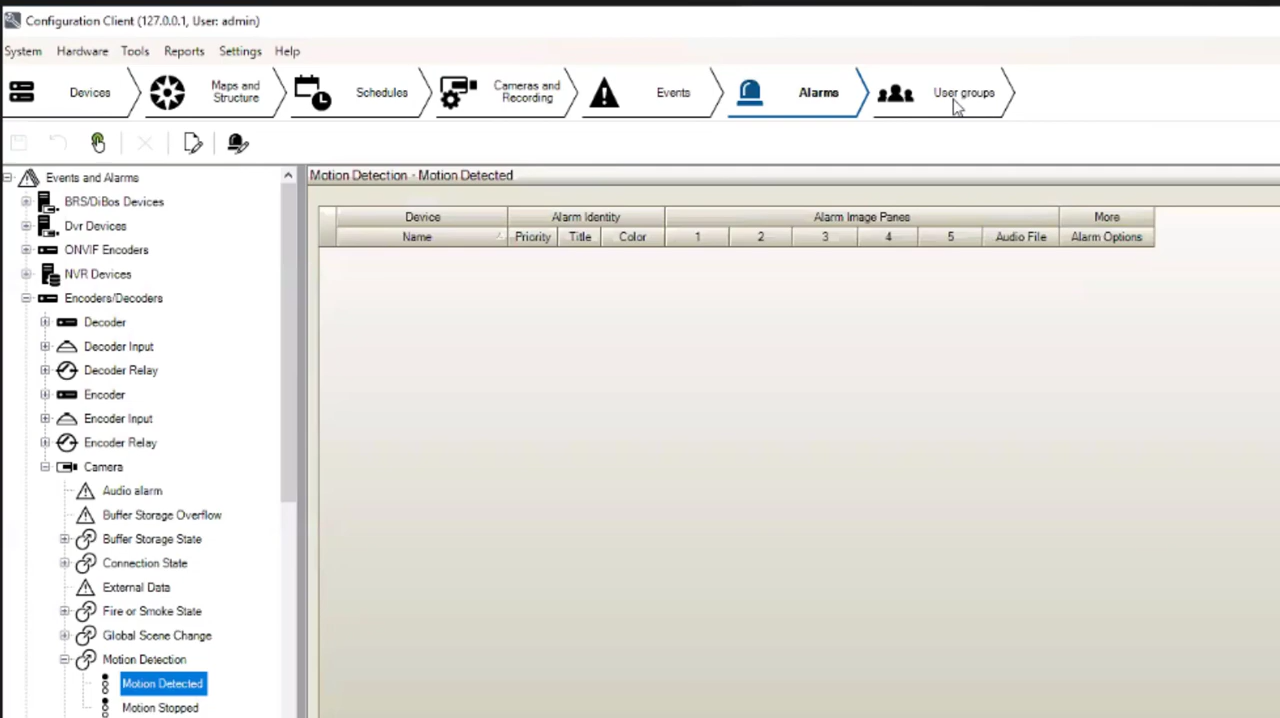 Configuration Client (127.0.0.1, User: admin)
System Hardware Tools Reports Settings Help
Devices
Maps and
Structure
Schedules
Cameras and
Recording
Events
Alarms
User groups
Events and Alarms
BRS/DiBos Devices
Dvr Devices
ONVIF Encoders
NVR Devices
Encoders/Decoders
Decoder
Decoder Input
Decoder Relay
Encoder
Encoder Input
Encoder Relay
Camera
Audio alarm
Buffer Storage Overflow
Buffer Storage State
Connection State
External Data
Fire or Smoke State
Global Scene Change
Motion Detection
Motion Detected
Motion Stopped
Motion Detection - Motion Detected
Device Alarm Identity Alarm Image Panes More
Name Priority Title Color 1 2 3 4 5 Audio File Alarm Options